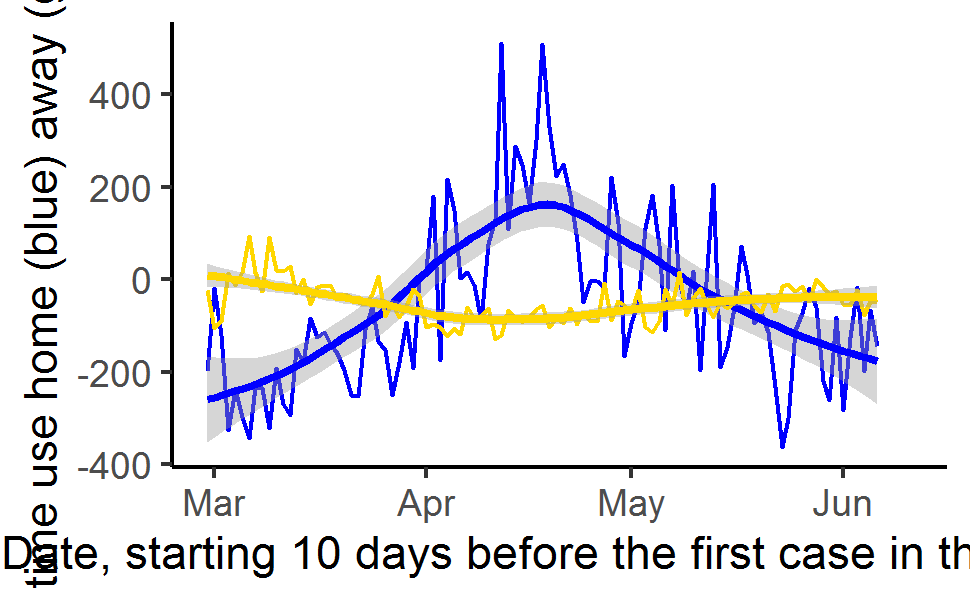 time use home (blue) away (
400
200
0
-200
-400
Mar Apr May Jun
Date, starting 10 days before the first case in th